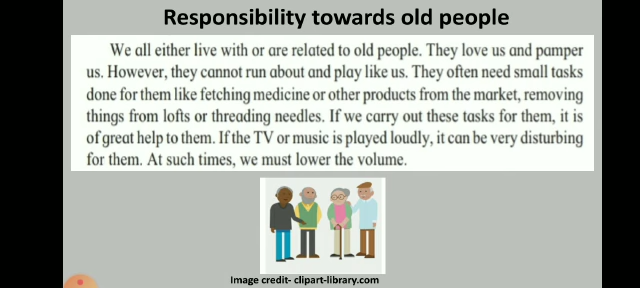 Responsibility towards old people
We all either live with or are related to old people. They love us and pamper
us. However, they cannot run about and play like us. They often need small tasks
done for them like fetching medicine or other products from the market, removing
things from lofts or threading needles. If we carry out these tasks for them, it is
of great help to them. If the TV or music is played loudly, it can be very disturbing
for them. At such times, we must lower the volume.
Image credit- clipart-library.com